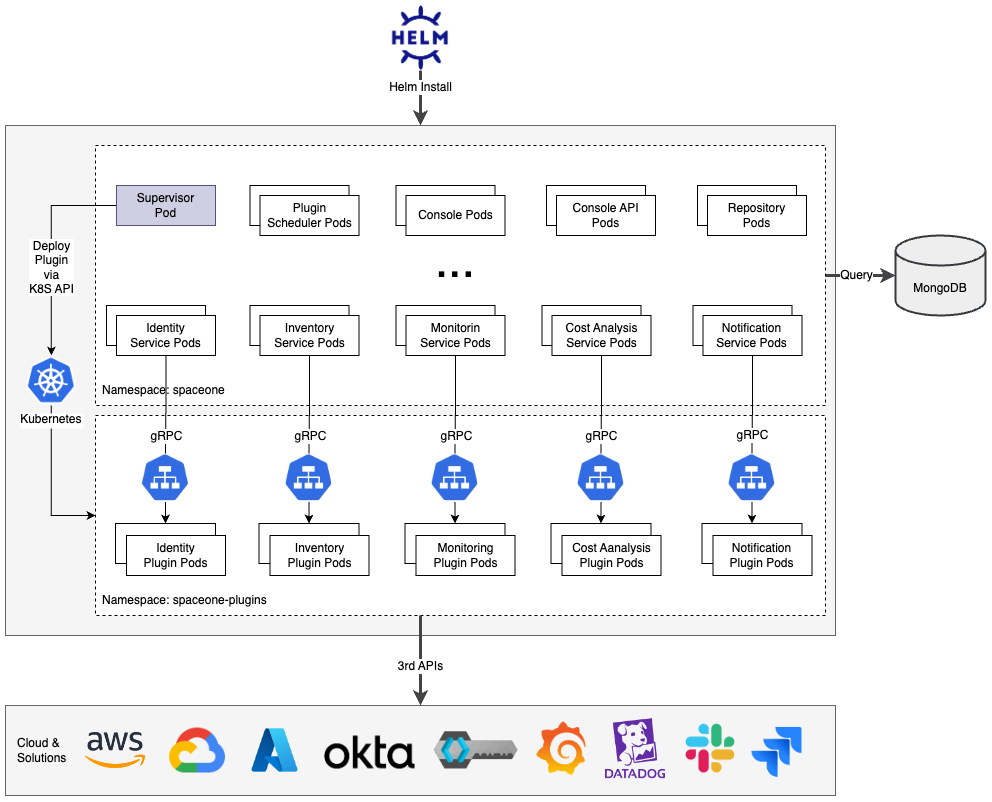 HELM
Helm Install
Supervisor
Pod
Plugin
Scheduler Pods
Console Pods
Console API
Pods
Repository
Pods
Deploy
Plugin
via
K8S API
...
Query
MongoDB
Identity
Service Pods
Inventory
Service Pods
Monitorin
Service Pods
Cost Analysis
Service Pods
Notification
Service Pods
Namespace: spaceone
Kubernetes
gRPC
gRPC
gRPC
gRPC
gRPC
Identity
Plugin Pods
Inventory
Plugin Pods
Monitoring
Plugin Pods
Cost Aanalysis
Plugin Pods
Notification
Plugin Pods
Namespace: spaceone-plugins
3rd APIs
Cloud &
Solutions
aws
okta
DATADOG